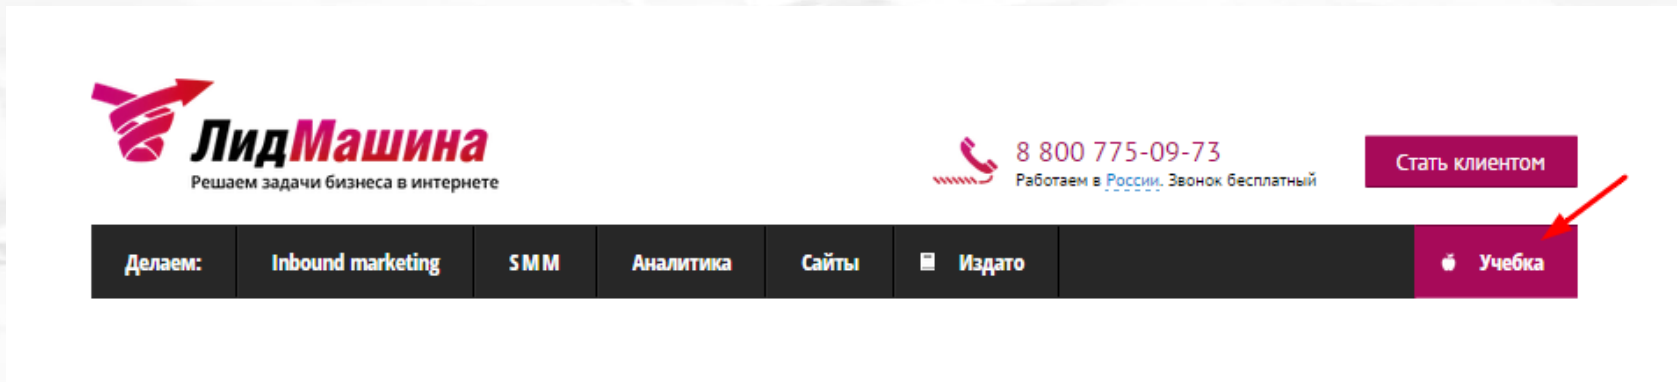 ЛидМашина
Решаем задачи бизнеса в интернете
8 800 775-09-73
Работаем в России. Звонок бесплатный
Стать клиентом
Делаем: Inbound marketing SMM Аналитика Сайты Издато Учебка